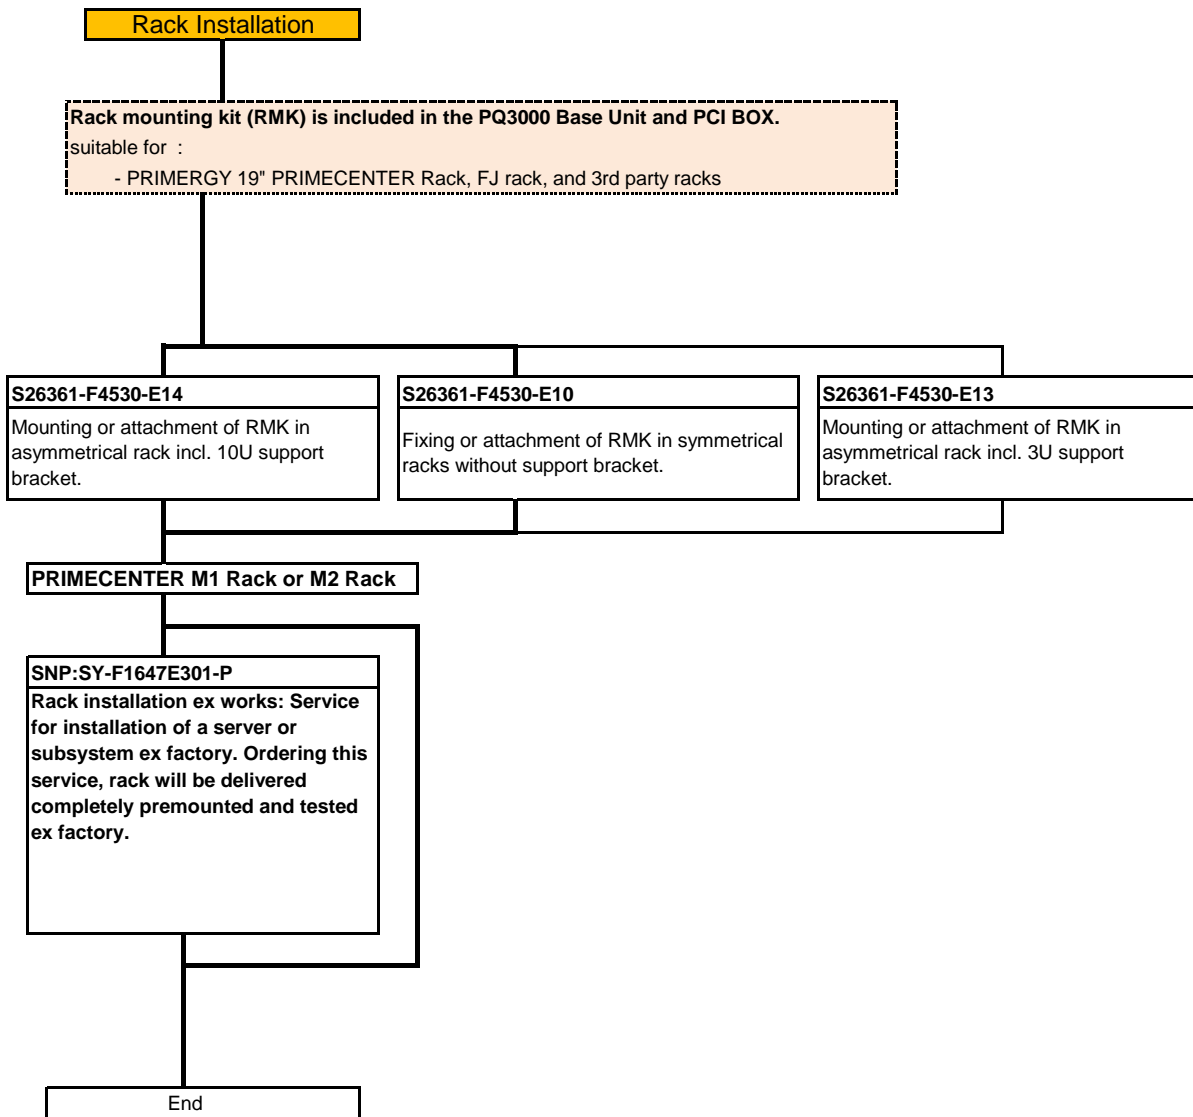 Rack Installation
Rack mounting kit (RMK) is included in the PQ3000 Base Unit and PCI BOX.
suitable for :
- PRIMERGY 19" PRIMECENTER Rack, FJ rack, and 3rd party racks
S26361-F4530-E14
Mounting or attachment of RMK in
asymmetrical rack incl. 10U support
bracket.
S26361-F4530-E10
Fixing or attachment of RMK in symmetrical
racks without support bracket.
S26361-F4530-E13
Mounting or attachment of RMK in
asymmetrical rack incl. 3U support
bracket.
PRIMECENTER M1 Rack or M2 Rack
SNP:SY-F1647E301-P
Rack installation ex works: Service
for installation of a server or
subsystem ex factory. Ordering this
service, rack will be delivered
completely premounted and tested
ex factory.
End